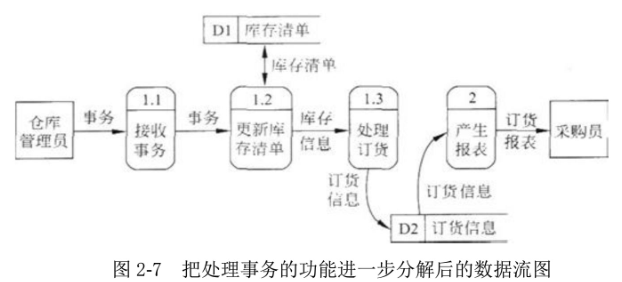 D1 库存清单
库存清单
1.1
1.2
1.3
2
仓库
管理员
事务
接收
事务
事务
更新库
存清单
库存
信息
处理
订货
产生
报表
订货
报表
采购员
订货
信息
订货信息
D2 订货信息
图 2-7 把处理事务的功能进一步分解后的数据流图